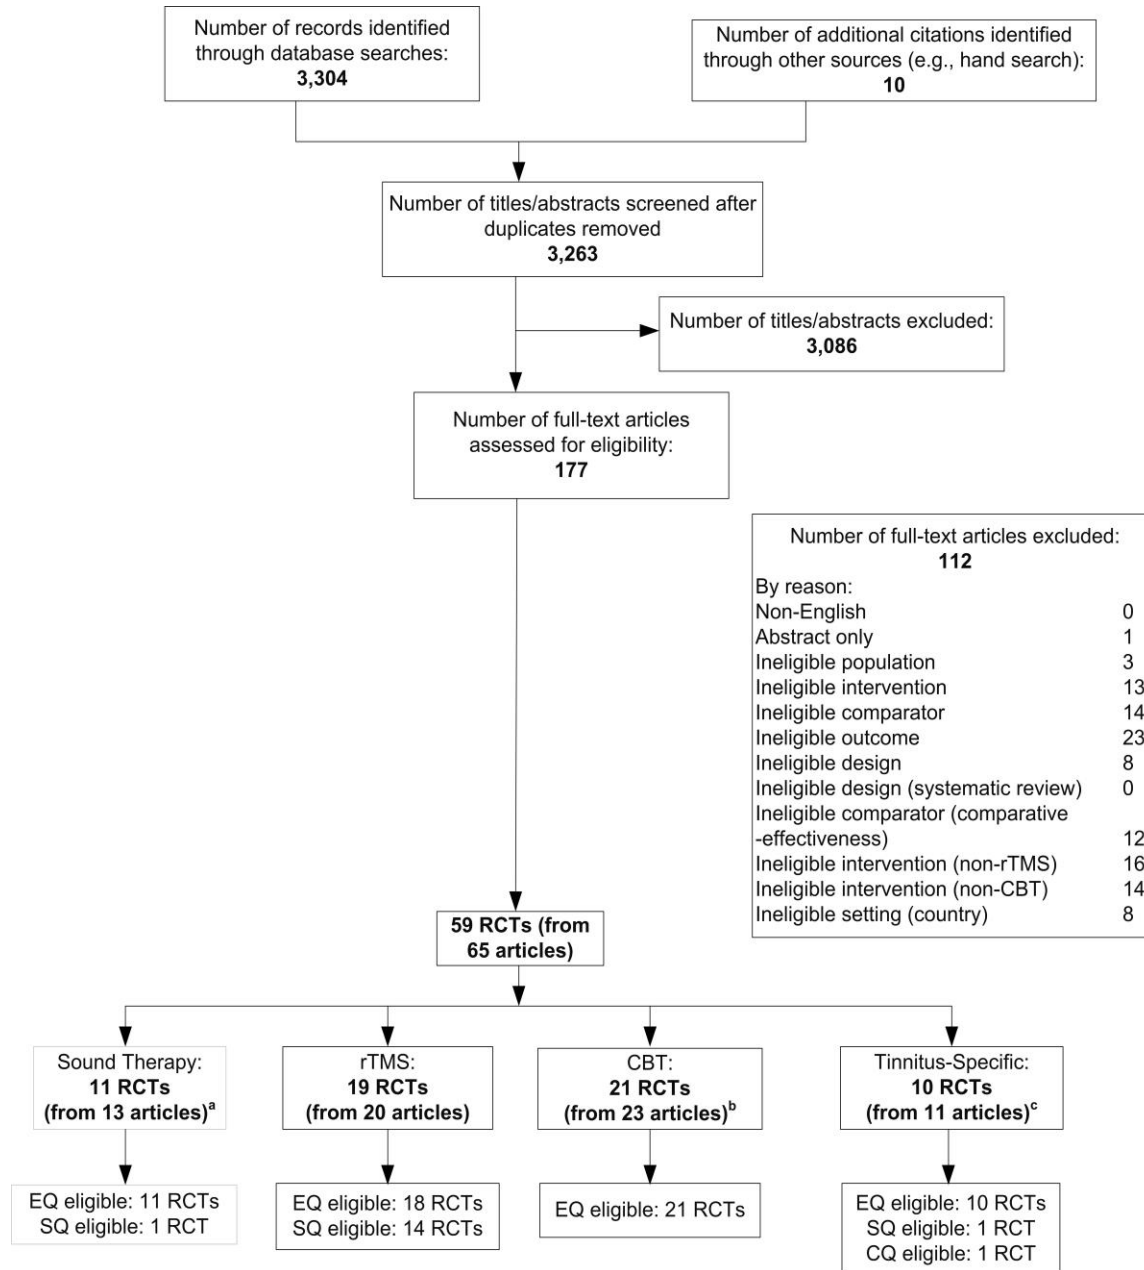 Number of records identified
through database searches:
3,304
Number of additional citations identified
through other sources (e.g., hand search):
10
Number of titles/abstracts screened after
duplicates removed
3,263
Number of titles/abstracts excluded:
3,086
Number of full-text articles
assessed for eligibility:
177
Number of full-text articles excluded:
112
By reason:
Non-English 0
Abstract only 1
Ineligible population 3
Ineligible intervention 13
Ineligible comparator 14
Ineligible outcome 23
Ineligible design 8
Ineligible design (systematic review) 0
Ineligible comparator (comparative
-effectiveness) 12
Ineligible intervention (non-rTMS) 16
Ineligible intervention (non-CBT) 14
Ineligible setting (country) 8
59 RCTs (from
65 articles)
Sound Therapy:
11 RCTs
(from 13 articles)a
rTMS:
19 RCTs
(from 20 articles)
CBT:
21 RCTs
(from 23 articles)b
Tinnitus-Specific:
10 RCTs
(from 11 articles)c
EQ eligible: 11 RCTs
SQ eligible: 1 RCT
EQ eligible: 18 RCTs
SQ eligible: 14 RCTs
EQ eligible: 21 RCTs
EQ eligible: 10 RCTs
SQ eligible: 1 RCT
CQ eligible: 1 RCT